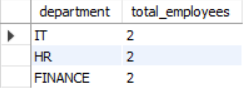 department total_employees
IT 2
HR 2
FINANCE 2